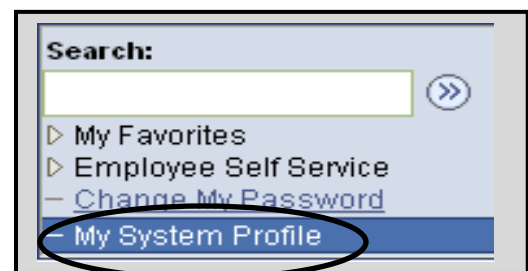 Search:
My Favorites
Employee Self Service
Change My Password
My System Profile